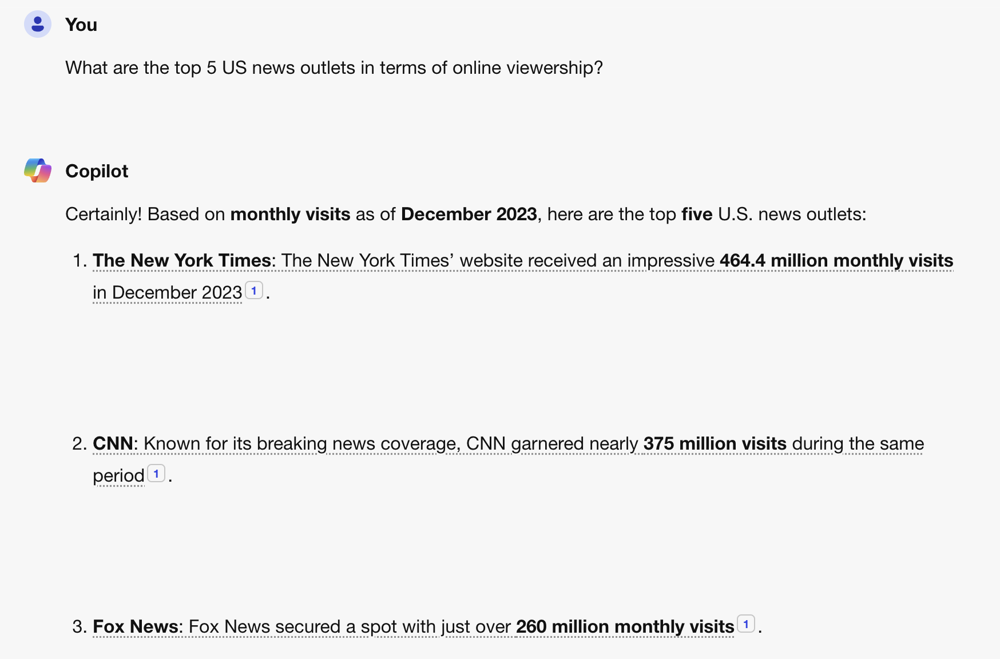 You
What are the top 5 US news outlets in terms of online viewership?
Copilot
Certainly! Based on monthly visits as of December 2023, here are the top five U.S. news outlets:
1. The New York Times: The New York Times’ website received an impressive 464.4 million monthly visits
in December 2023 1 .
2. CNN: Known for its breaking news coverage, CNN garnered nearly 375 million visits during the same
period 1 .
3. Fox News: Fox News secured a spot with just over 260 million monthly visits 1 .